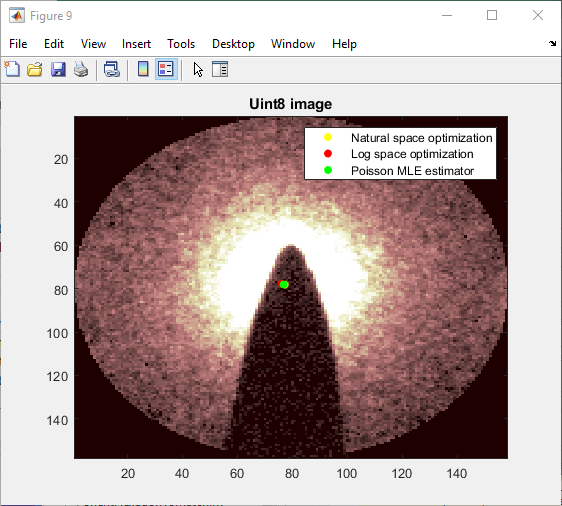 Figure 9
File Edit View Insert Tools Desktop Window Help
Uint8 image
Natural space optimization
Log space optimization
Poisson MLE estimator
20
40
60
80
100
120
140
20 40 60 80 100 120 140